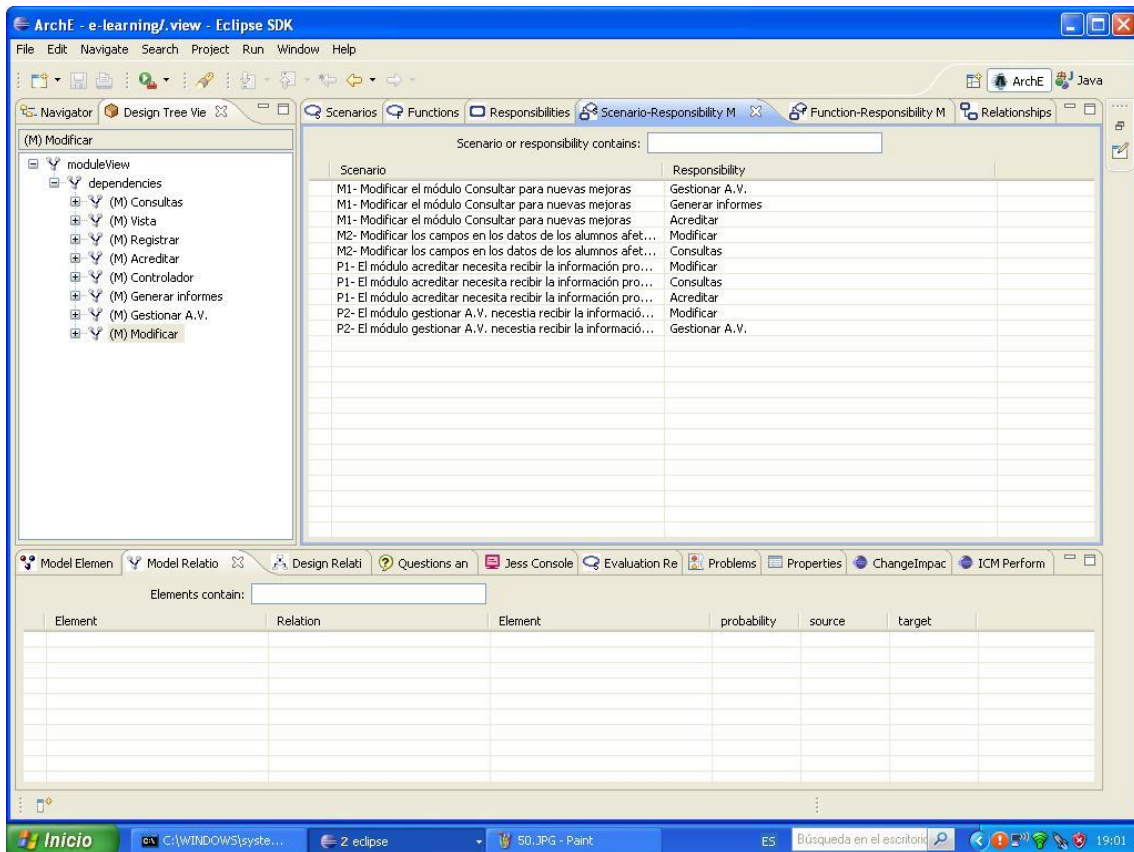 ArchE - e-learning/.view - Eclipse SDK
File Edit Navigate Search Project Run Window Help
ArchE Java
Navigator Design Tree Vie
(M) Modificar
moduleView
dependencies
(M) Consultas
(M) Vista
(M) Registrar
(M) Acreditar
(M) Controlador
(M) Generar informes
(M) Gestionar A.V.
(M) Modificar
Scenarios Functions Responsibilities Scenario-Responsibility M Function-Responsibility M Relationships
Scenario or responsibility contains:
Scenario Responsibility
M1- Modificar el módulo Consultar para nuevas mejoras Gestionar A.V.
M1- Modificar el módulo Consultar para nuevas mejoras Generar informes
M1- Modificar el módulo Consultar para nuevas mejoras Acreditar
M2- Modificar los campos en los datos de los alumnos afet... Modificar
M2- Modificar los campos en los datos de los alumnos afet... Consultas
P1- El módulo acreditar necesita recibir la información pro... Modificar
P1- El módulo acreditar necesita recibir la información pro... Consultas
P1- El módulo acreditar necesita recibir la información pro... Acreditar
P2- El módulo gestionar A.V. necestia recibir la informació... Modificar
P2- El módulo gestionar A.V. necestia recibir la informació... Gestionar A.V.
Model Elemen Model Relatio Design Relati Questions an Jess Console Evaluation Re Problems Properties ChangeImpac ICM Perform
Elements contain:
Element Relation Element probability source target
Inicio C:\WINDOWS\syste... 2 eclipse 50.JPG - Paint ES Búsqueda en el escritorio 19:01